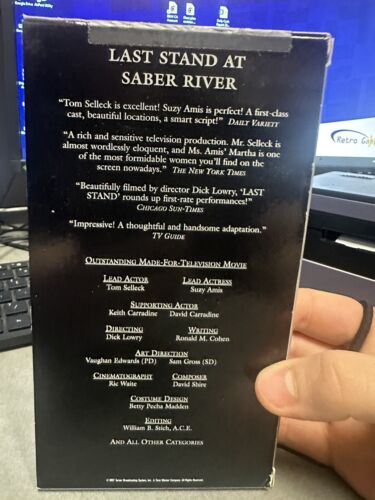 LAST STAND AT
SABER RIVER
“Tom Selleck is excellent! Suzy Amis is perfect! A first-class
cast, beautiful locations, a smart script!” Daily Variety
“A rich and sensitive television production. Mr. Selleck is
almost wordlessly eloquent, and Ms. Amis’ Martha is one
of the most formidable women you’ll find on the
screen nowadays.” The New York Times
“Beautifully filmed by director Dick Lowry, ‘LAST
STAND’ rounds up first-rate performances!”
Chicago Sun-Times
“Impressive! A thoughtful and handsome adaptation.”
TV Guide
Outstanding Made-For-Television Movie
Lead Actor Lead Actress
Tom Selleck Suzy Amis
Supporting Actor
Keith Carradine David Carradine
Directing Writing
Dick Lowry Ronald M. Cohen
Art Direction
Vaughan Edwards (PD) Sam Gross (SD)
Cinematography Composer
Ric Waite David Shire
Costume Design
Betty Pecha Madden
Editing
William B. Stich, A.C.E.
And All Other Categories
Retro